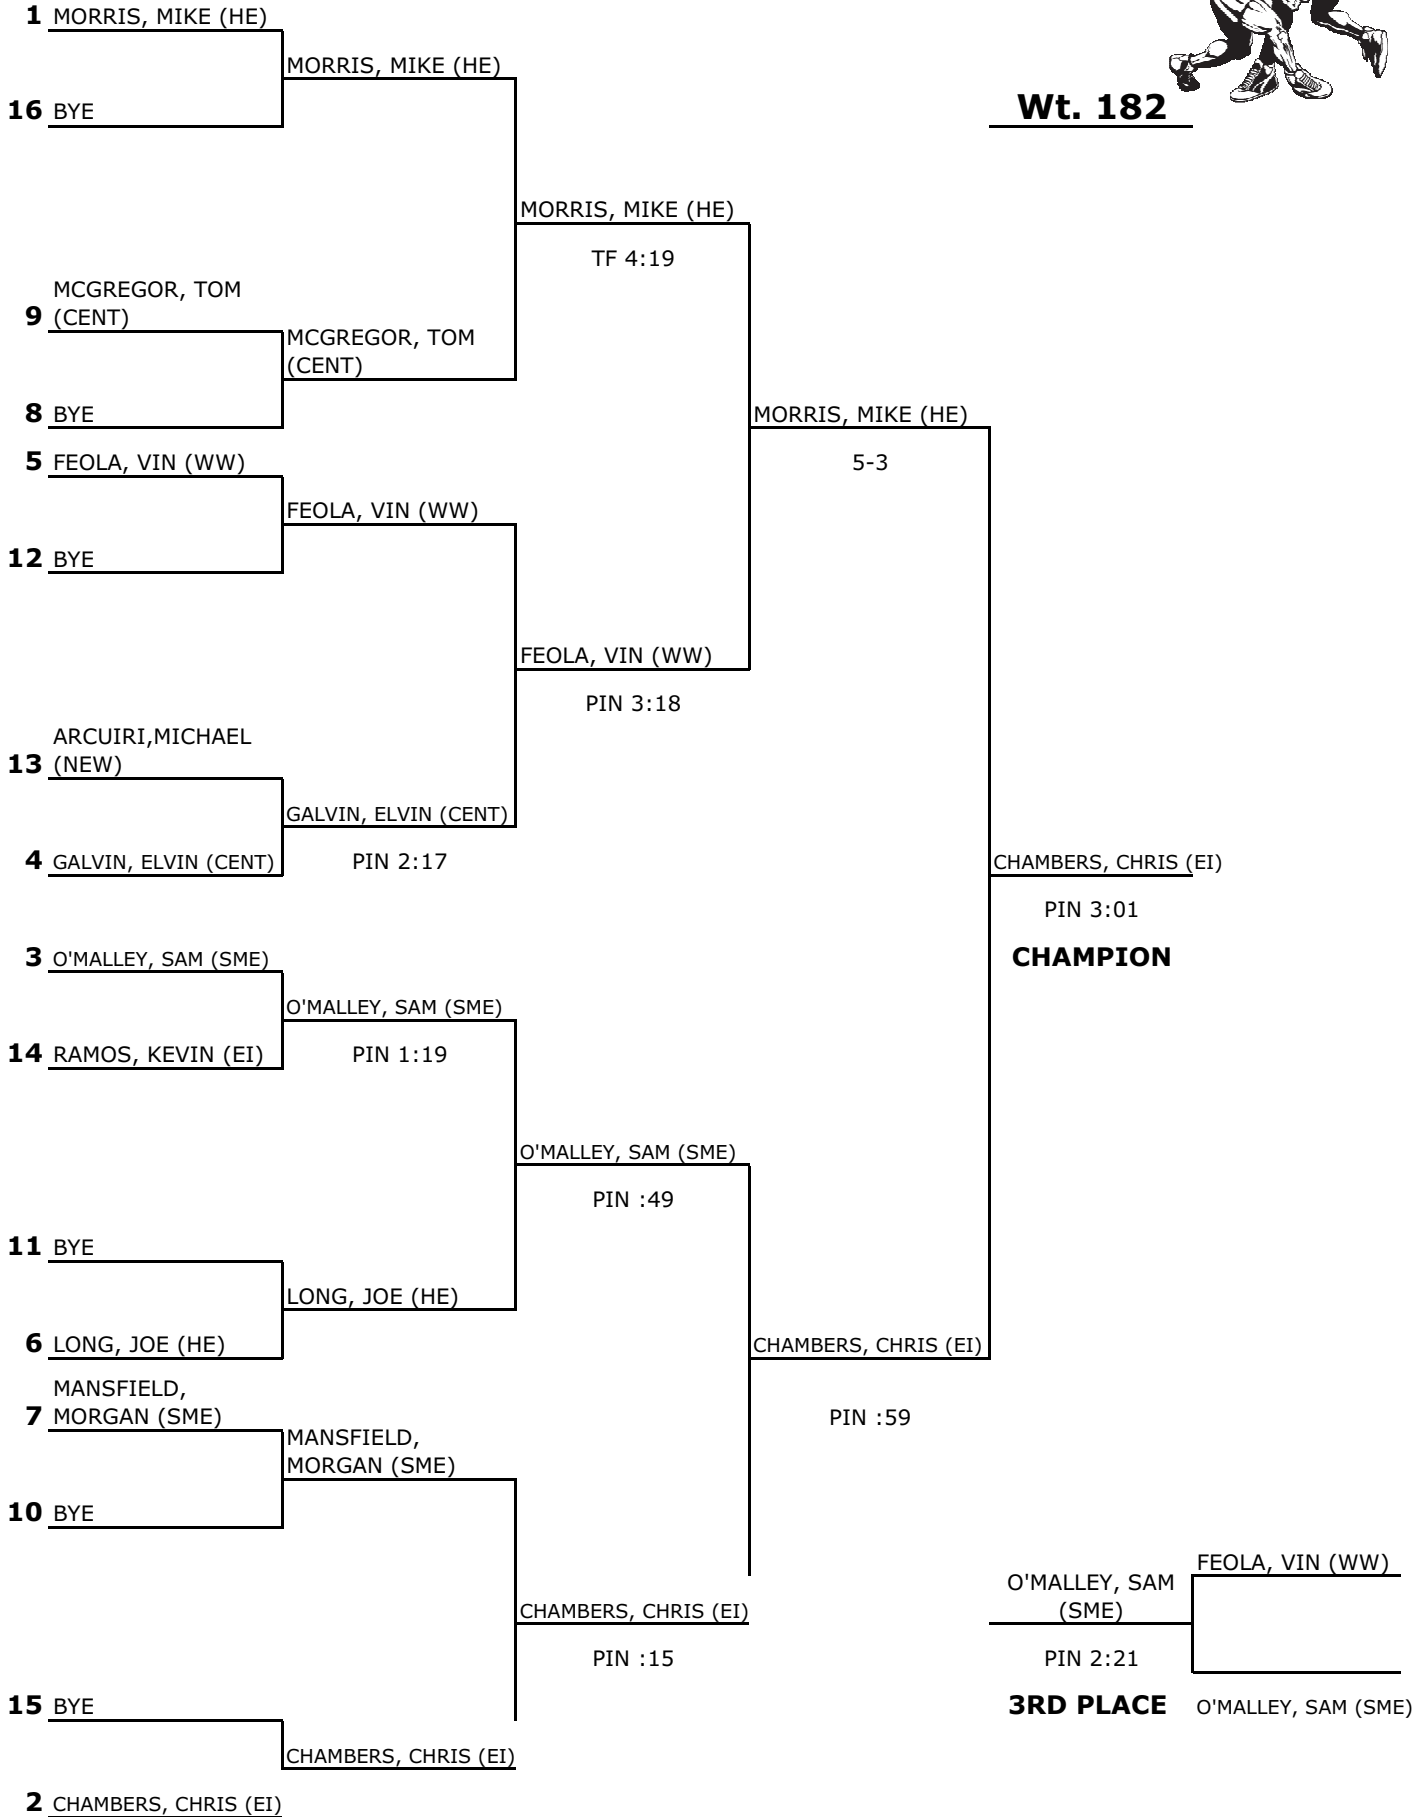 1 MORRIS, MIKE (HE)
MORRIS, MIKE (HE)
16 BYE
Wt. 182
MORRIS, MIKE (HE)
TF 4:19
MCGREGOR, TOM
9 (CENT)
MCGREGOR, TOM
(CENT)
8 BYE
MORRIS, MIKE (HE)
5 FEOLA, VIN (WW)
5-3
FEOLA, VIN (WW)
12 BYE
FEOLA, VIN (WW)
PIN 3:18
ARCUIRI,MICHAEL
13 (NEW)
GALVIN, ELVIN (CENT)
4 GALVIN, ELVIN (CENT)
PIN 2:17
CHAMBERS, CHRIS (EI)
PIN 3:01
CHAMPION
3 O'MALLEY, SAM (SME)
O'MALLEY, SAM (SME)
14 RAMOS, KEVIN (EI)
PIN 1:19
O'MALLEY, SAM (SME)
PIN :49
11 BYE
LONG, JOE (HE)
6 LONG, JOE (HE)
CHAMBERS, CHRIS (EI)
PIN :59
MANSFIELD,
7 MORGAN (SME)
MANSFIELD,
MORGAN (SME)
10 BYE
CHAMBERS, CHRIS (EI)
PIN :15
FEOLA, VIN (WW)
O'MALLEY, SAM
(SME)
PIN 2:21
3RD PLACE
O'MALLEY, SAM (SME)
15 BYE
CHAMBERS, CHRIS (EI)
2 CHAMBERS, CHRIS (EI)